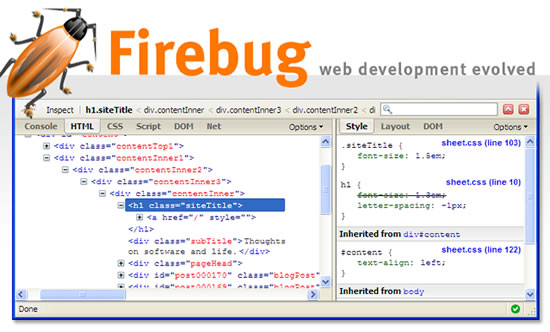 Firebug web development evolved
Inspect h1.siteTitle < div.contentInner < div.contentInner3 < div.contentInner2 < di
Console HTML CSS Script DOM Net Options
<div class="contentTop1">
<div class="contentInner1">
<div class="contentInner2">
<div class="contentInner3">
<div class="contentInner">
<h1 class="siteTitle">
<a href="/" style="">
</h1>
<div class="subTitle">Thoughts
on software and life.</div>
<div class="pageHead">
<div id="post000170" class="blogPost"
<div id="post000169" class="blogPost"
Style Layout DOM
.siteTitle { sheet.css (line 103)
font-size: 1.5em;
}
h1 { sheet.css (line 10)
font-size: 1.3em;
letter-spacing: -1px;
}
Inherited from div#content
#content { sheet.css (line 122)
text-align: left;
}
Inherited from body
Done